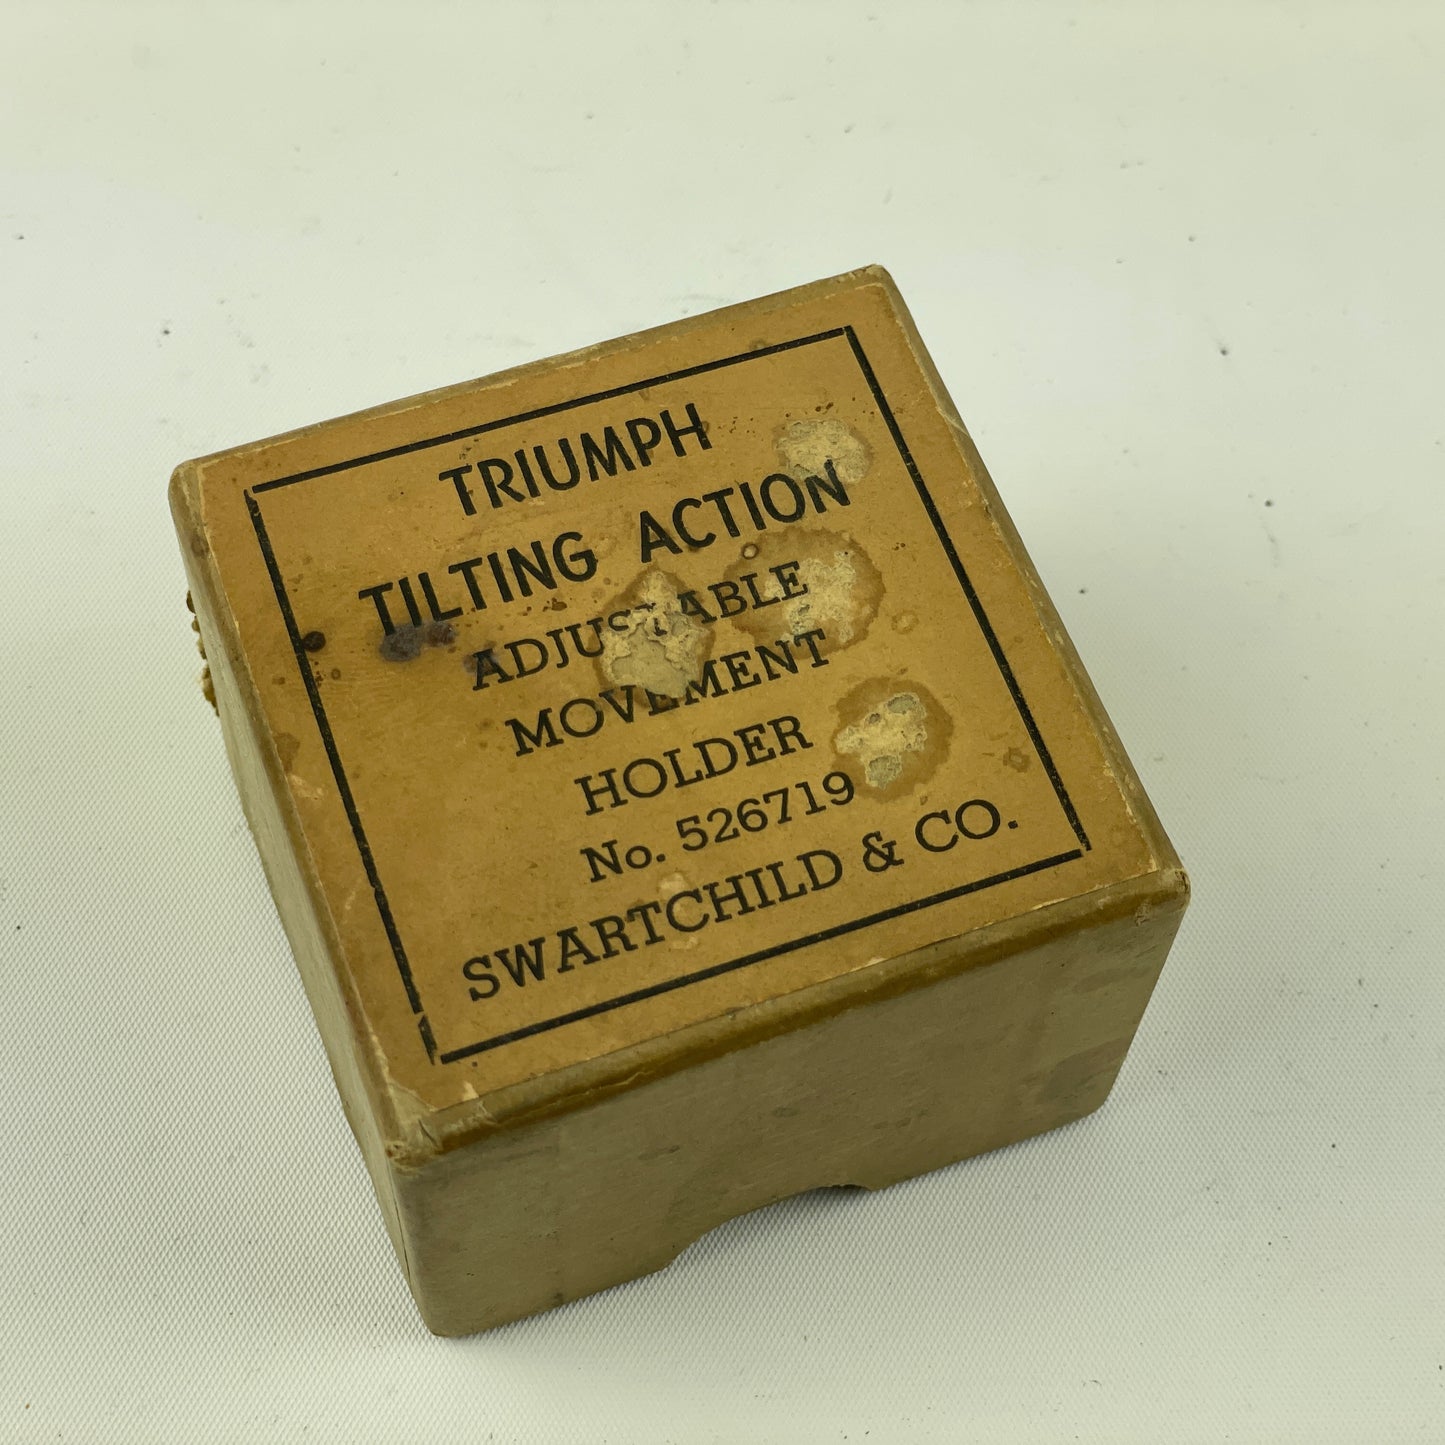 TRIUMPH
TILTING ACTION
ADJUSTABLE
MOVEMENT
HOLDER
No. 526719
SWARTCHILD & CO.